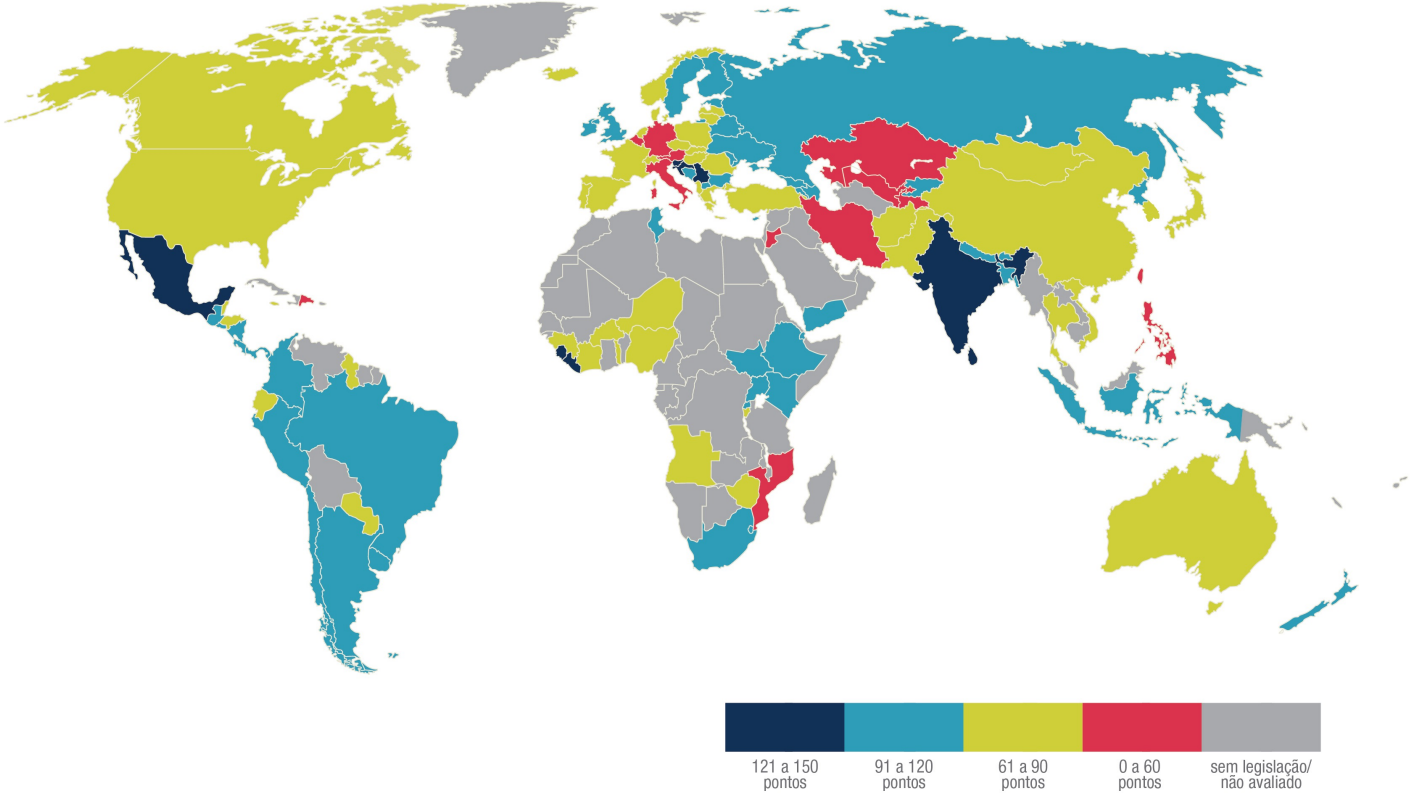 121 a 150
pontos
91 a 120
pontos
61 a 90
pontos
0 a 60
pontos
sem legislação/
não avaliado